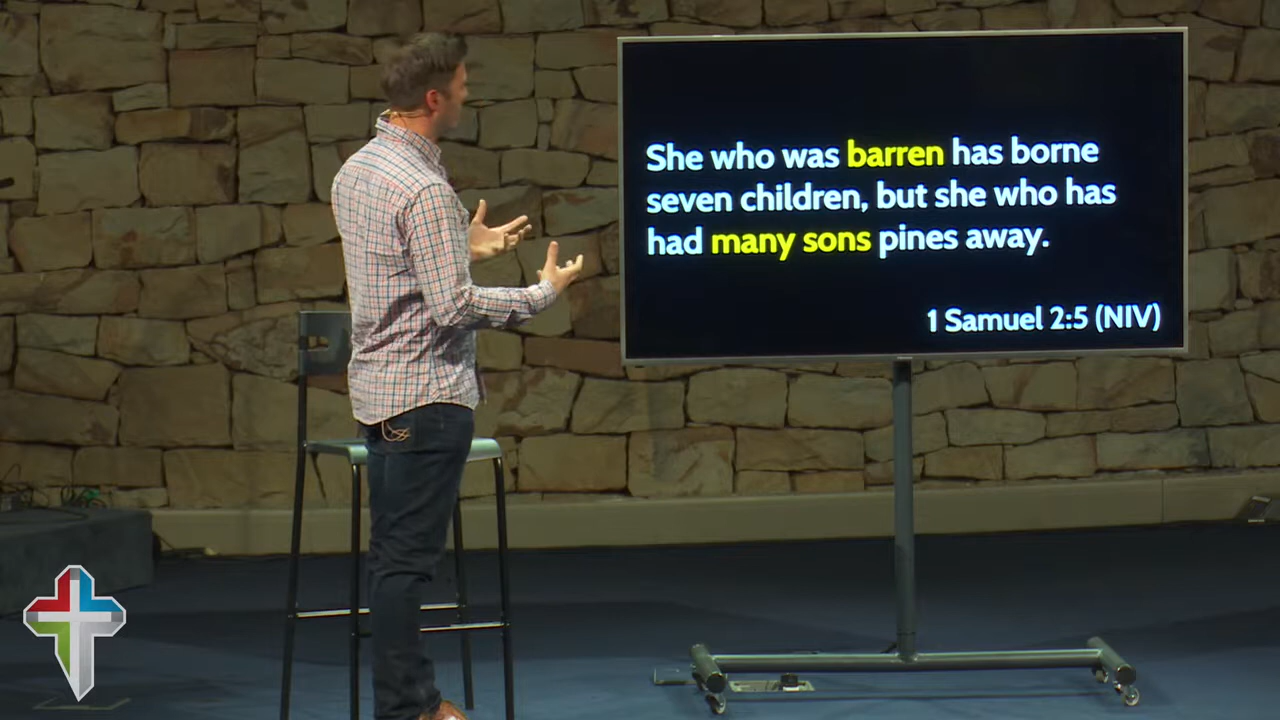 She who was barren has borne
seven children, but she who has
had many sons pines away.
1 Samuel 2:5 (NIV)